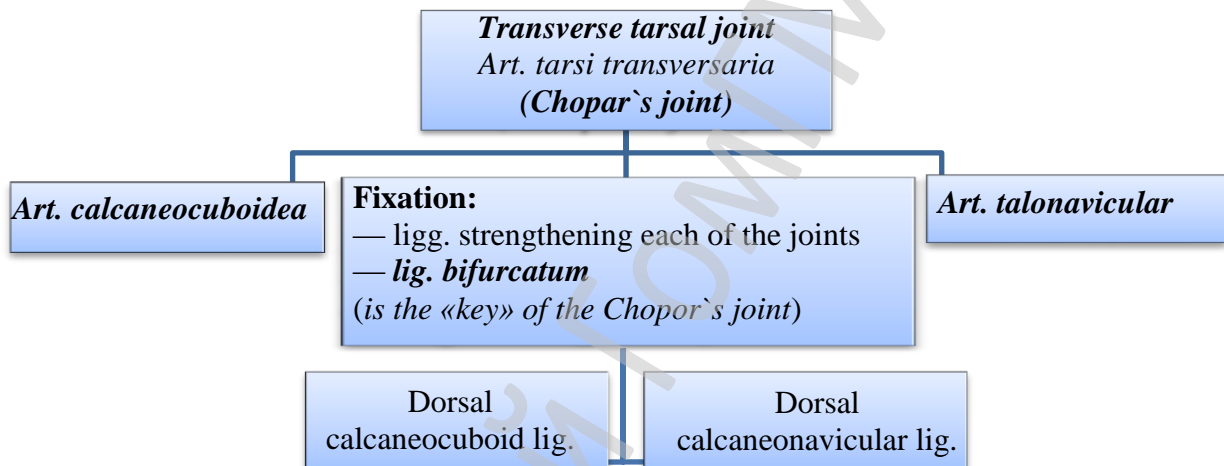 Transverse tarsal joint
Art. tarsi transversaria
(Chopar`s joint)
Art. calcaneocuboidea
Fixation:
— ligg. strengthening each of the joints
— lig. bifurcatum
(is the «key» of the Chopor`s joint)
Art. talonavicular
Dorsal
calcaneocuboid lig.
Dorsal
calcaneonavicular lig.